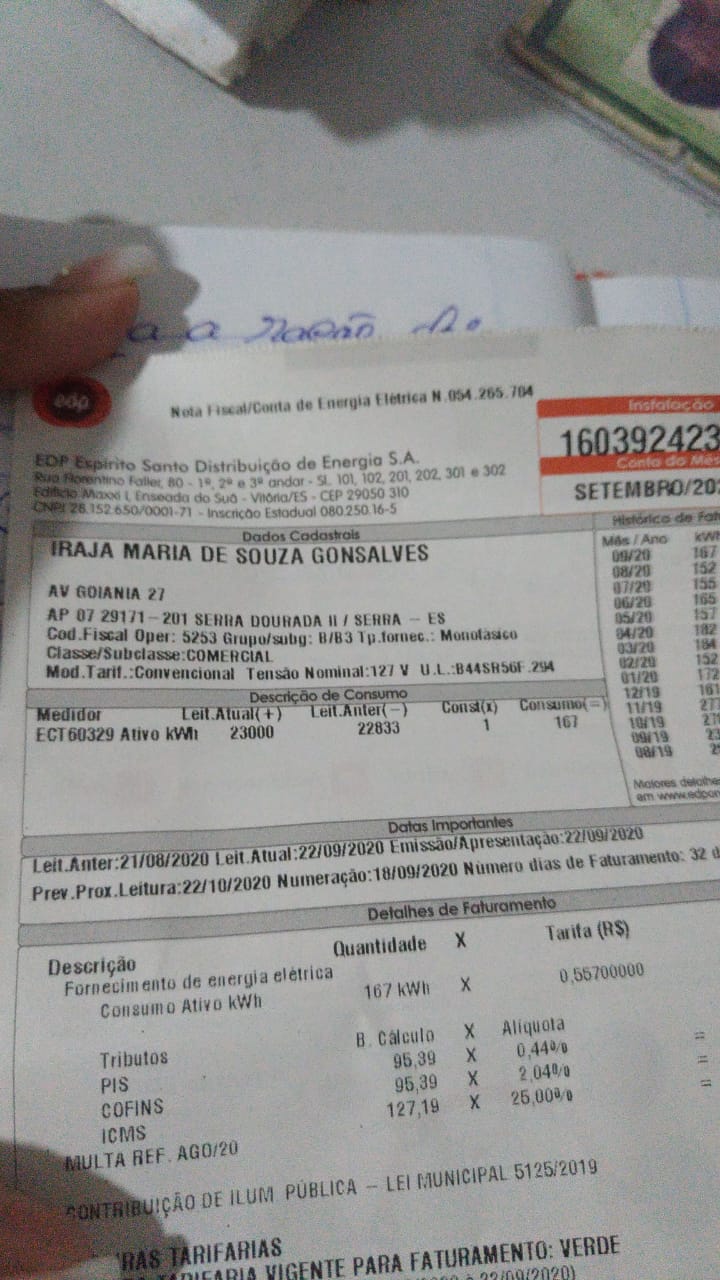 a a
edp
Nota Fiscal/Conta de Energia Elétrica N.054.265.704
Instalação
160392423
Conta do Mês
SETEMBRO/20
EDP Espírito Santo Distribuição de Energia S.A.
Rua Florentino Faller, 80 - 1º, 2º e 3º andar - SL 101, 102, 201, 202, 301 e 302
Edifício Maxxi I, Enseada do Suá - Vitória/ES - CEP 29050 310
CNPJ 28.152.650/0001-71 - Inscrição Estadual 080.250.16-5
Dados Cadastrais
IRAJA MARIA DE SOUZA GONSALVES
AV GOIANIA 27
AP 07 29171-201 SERRA DOURADA II / SERRA - ES
Cod.Fiscal Oper: 5253 Grupo/subg: B/B3 Tp.fornec.: Monofásico
Classe/Subclasse:COMERCIAL
Mod.Tarif.:Convencional Tensão Nominal:127 V U.L.:B44SR56F.294
Histórico de Fat
Mês / Ano kWh
09/20 167
08/20 152
07/20 155
06/20 165
05/20 157
04/20 182
03/20 184
02/20 152
01/20 172
12/19 161
11/19 27
10/19 27
09/19 23
08/19 2
Maiores detalhe
em www.edpon
Descrição de Consumo
Medidor Leit.Atual(+) Leit.Anter(-) Const(x) Consumo(=)
ECT60329 Ativo kWh 23000 22833 1 167
Datas Importantes
Leit.Anter:21/08/2020 Leit.Atual:22/09/2020 Emissão/Apresentação:22/09/2020
Prev.Prox.Leitura:22/10/2020 Numeração:18/09/2020 Número dias de Faturamento: 32 d
Detalhes de Faturamento
Descrição Quantidade X Tarifa (R$)
Fornecimento de energia elétrica
Consumo Ativo kWh 167 kWh X 0,55700000
Tributos B. Cálculo X Alíquota
PIS 95,39 X 0,44% =
COFINS 95,39 X 2,04% =
ICMS 127,19 X 25,00% =
MULTA REF. AGO/20
CONTRIBUIÇÃO DE ILUM PÚBLICA - LEI MUNICIPAL 5125/2019
RAS TARIFARIAS
TARIFARIA VIGENTE PARA FATURAMENTO: VERDE
22/09/2020)